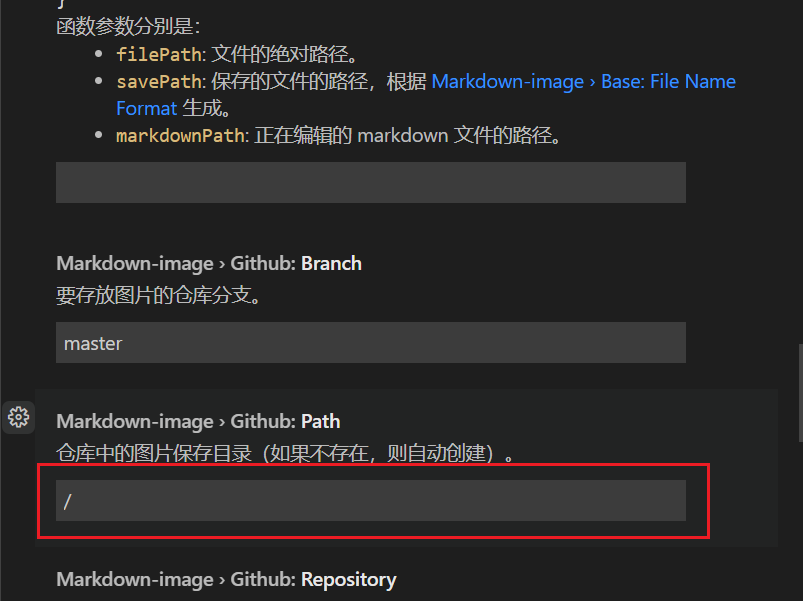 }
函数参数分别是：
filePath: 文件的绝对路径。
savePath: 保存的文件的路径，根据 Markdown-image › Base: File Name
Format 生成。
markdownPath: 正在编辑的 markdown 文件的路径。
Markdown-image › Github: Branch
要存放图片的仓库分支。
master
Markdown-image › Github: Path
仓库中的图片保存目录（如果不存在，则自动创建）。
/
Markdown-image › Github: Repository